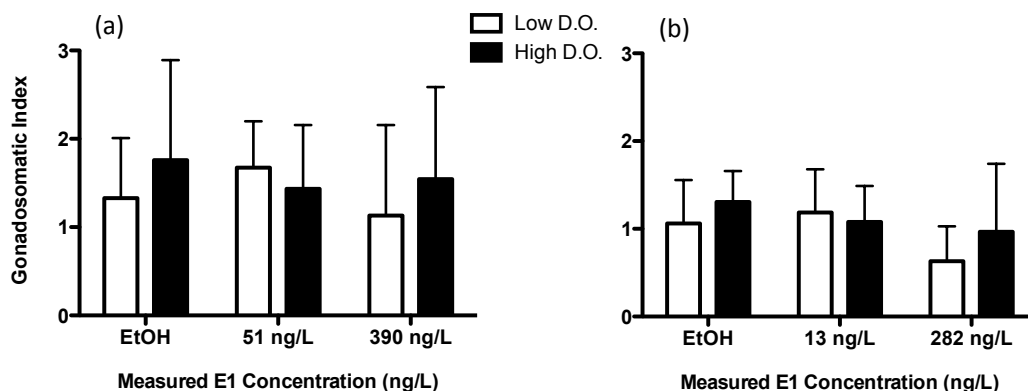 (a)
Low D.O.
High D.O.
(b)
Gonadosomatic Index
3
2
1
0
EtOH 51 ng/L 390 ng/L
Measured E1 Concentration (ng/L)
3
2
1
0
EtOH 13 ng/L 282 ng/L
Measured E1 Concentration (ng/L)